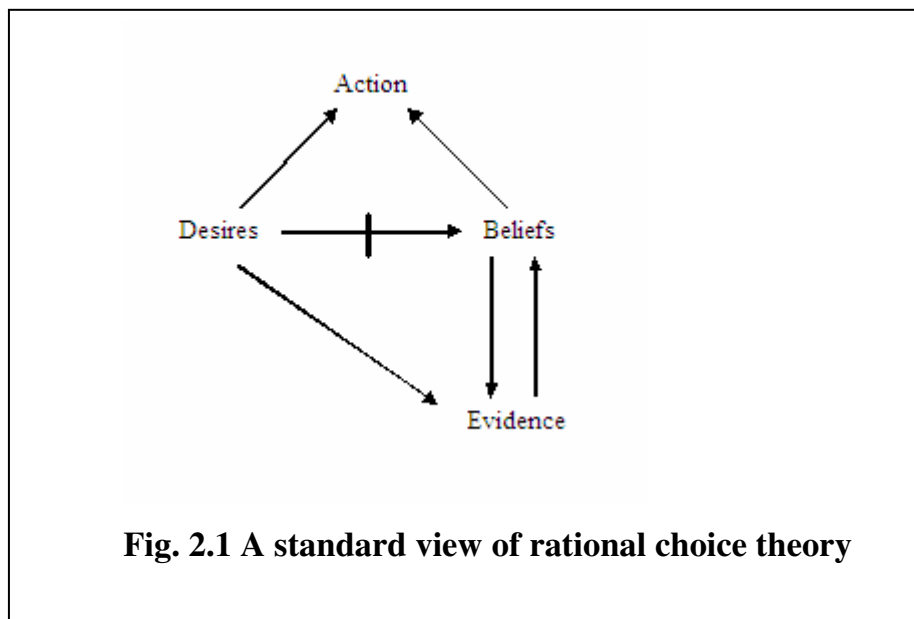 Action
Desires Beliefs
Evidence
Fig. 2.1 A standard view of rational choice theory